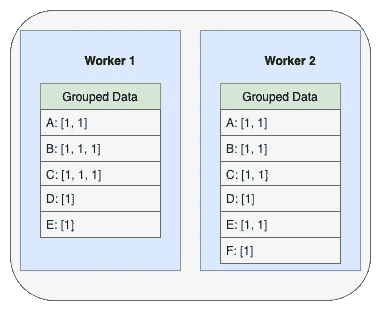 Worker 1
Grouped Data
A: [1, 1]
B: [1, 1, 1]
C: [1, 1, 1]
D: [1]
E: [1]
Worker 2
Grouped Data
A: [1, 1]
B: [1, 1]
C: [1, 1]
D: [1]
E: [1, 1]
F: [1]